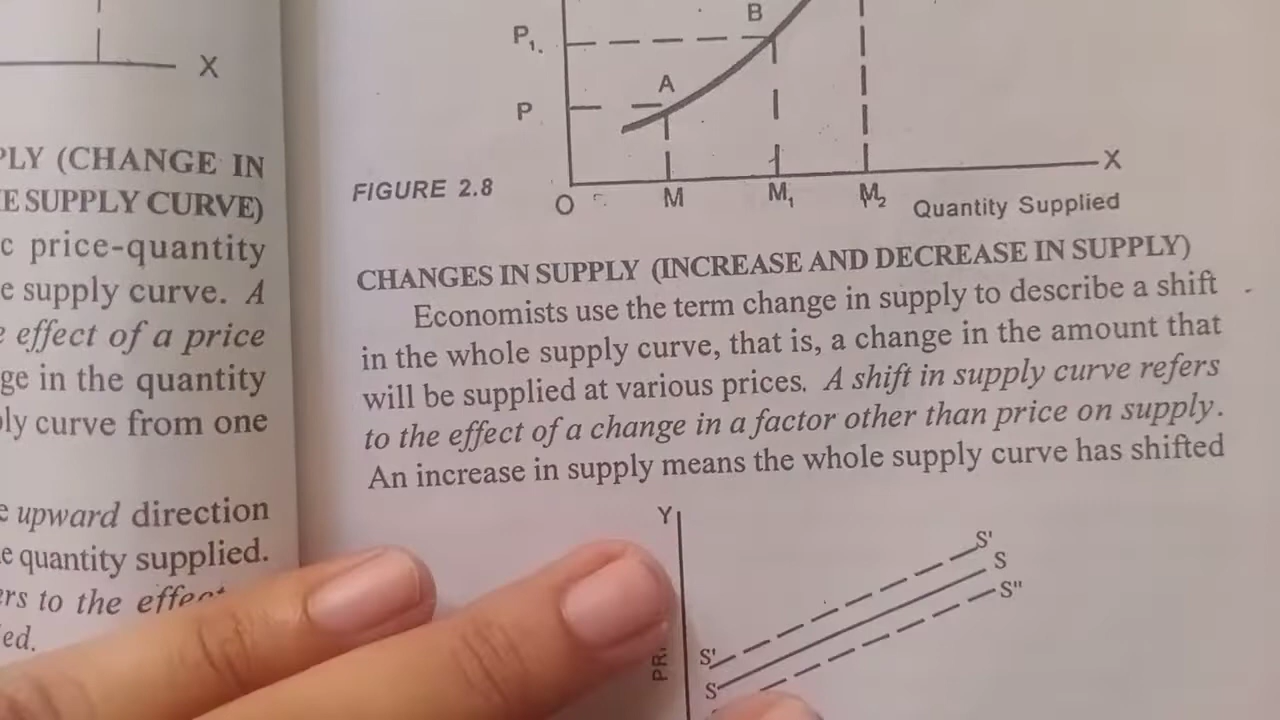 X
PLY (CHANGE IN
E SUPPLY CURVE)
c price-quantity
e supply curve. A
effect of a price
ge in the quantity
ply curve from one
e upward direction
e quantity supplied.
ers to the effect
ed.
B
P1.
A
P
X
FIGURE 2.8
O
M
M1
M2
Quantity Supplied
CHANGES IN SUPPLY (INCREASE AND DECREASE IN SUPPLY)
Economists use the term change in supply to describe a shift
in the whole supply curve, that is, a change in the amount that
will be supplied at various prices. A shift in supply curve refers
to the effect of a change in a factor other than price on supply.
An increase in supply means the whole supply curve has shifted
Y
S'
S
S"
S'
S
PRI